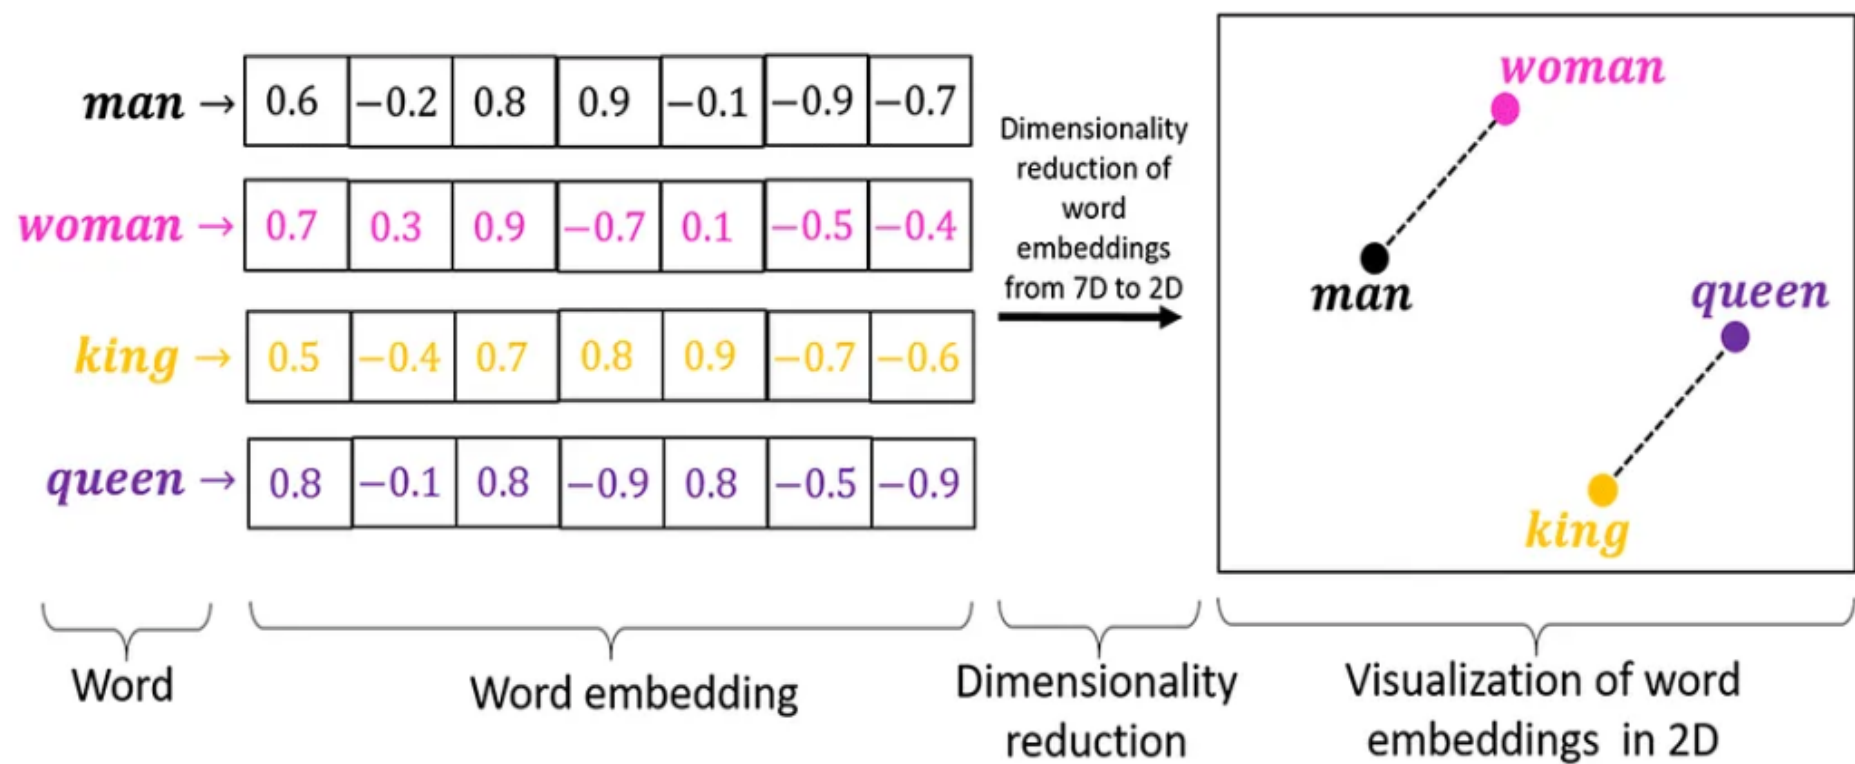 man → 0.6 −0.2 0.8 0.9 −0.1 −0.9 −0.7
woman → 0.7 0.3 0.9 −0.7 0.1 −0.5 −0.4
king → 0.5 −0.4 0.7 0.8 0.9 −0.7 −0.6
queen → 0.8 −0.1 0.8 −0.9 0.8 −0.5 −0.9
Dimensionality
reduction of
word
embeddings
from 7D to 2D
woman
man
queen
king
Word
Word embedding
Dimensionality
reduction
Visualization of word
embeddings in 2D